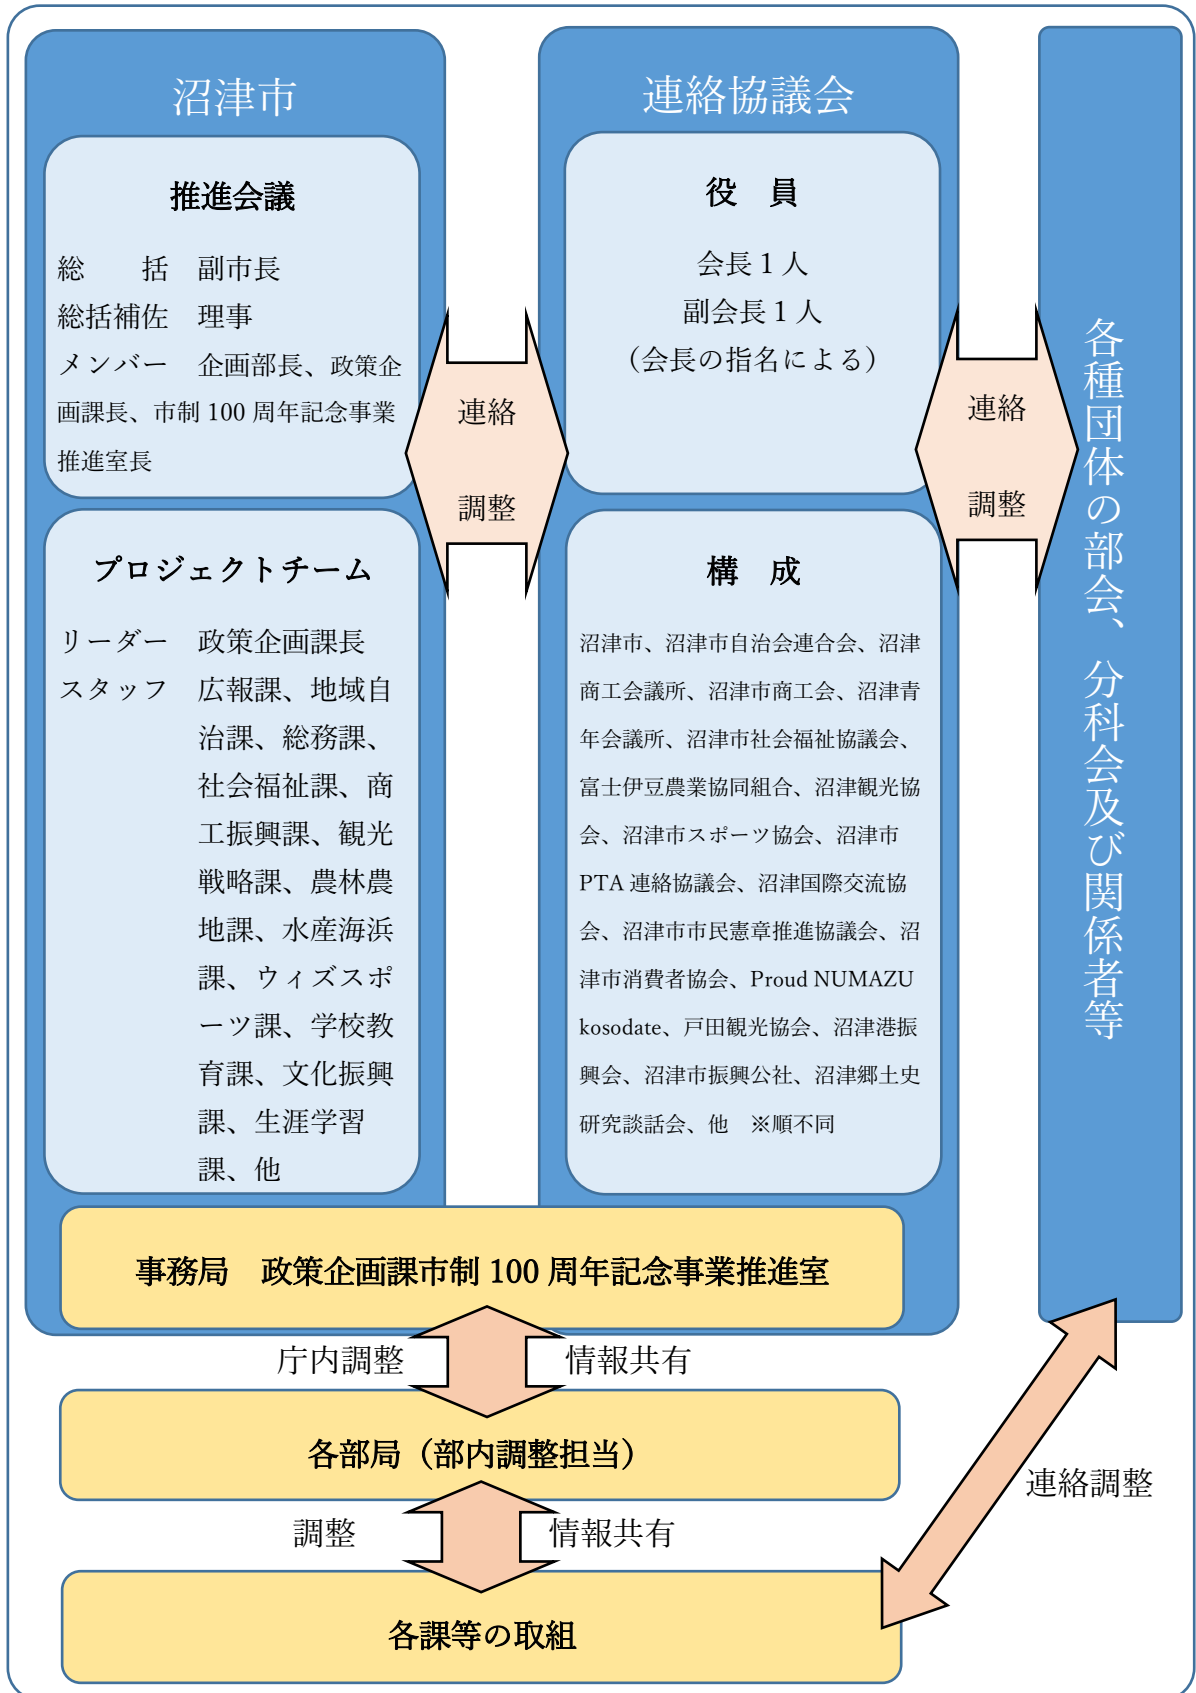 沼津市
推進会議
総　　括　副市長
総括補佐　理事
メンバー　企画部長、政策企
画課長、市制 100 周年記念事業
推進室長
プロジェクトチーム
リーダー　政策企画課長
スタッフ　広報課、地域自
治課、総務課、
社会福祉課、商
工振興課、観光
戦略課、農林農
地課、水産海浜
課、ウィズスポ
ーツ課、学校教
育課、文化振興
課、生涯学習
課、他
連絡
調整
連絡協議会
役　員
会長 1 人
副会長 1 人
（会長の指名による）
構　成
沼津市、沼津市自治会連合会、沼津
商工会議所、沼津市商工会、沼津青
年会議所、沼津市社会福祉協議会、
富士伊豆農業協同組合、沼津観光協
会、沼津市スポーツ協会、沼津市
PTA 連絡協議会、沼津国際交流協
会、沼津市市民憲章推進協議会、沼
津市消費者協会、Proud NUMAZU
kosodate、戸田観光協会、沼津港振
興会、沼津市振興公社、沼津郷土史
研究談話会、他　※順不同
連絡
調整
各種団体の部会、分科会及び関係者等
事務局　政策企画課市制 100 周年記念事業推進室
庁内調整
情報共有
各部局（部内調整担当）
調整
情報共有
連絡調整
各課等の取組